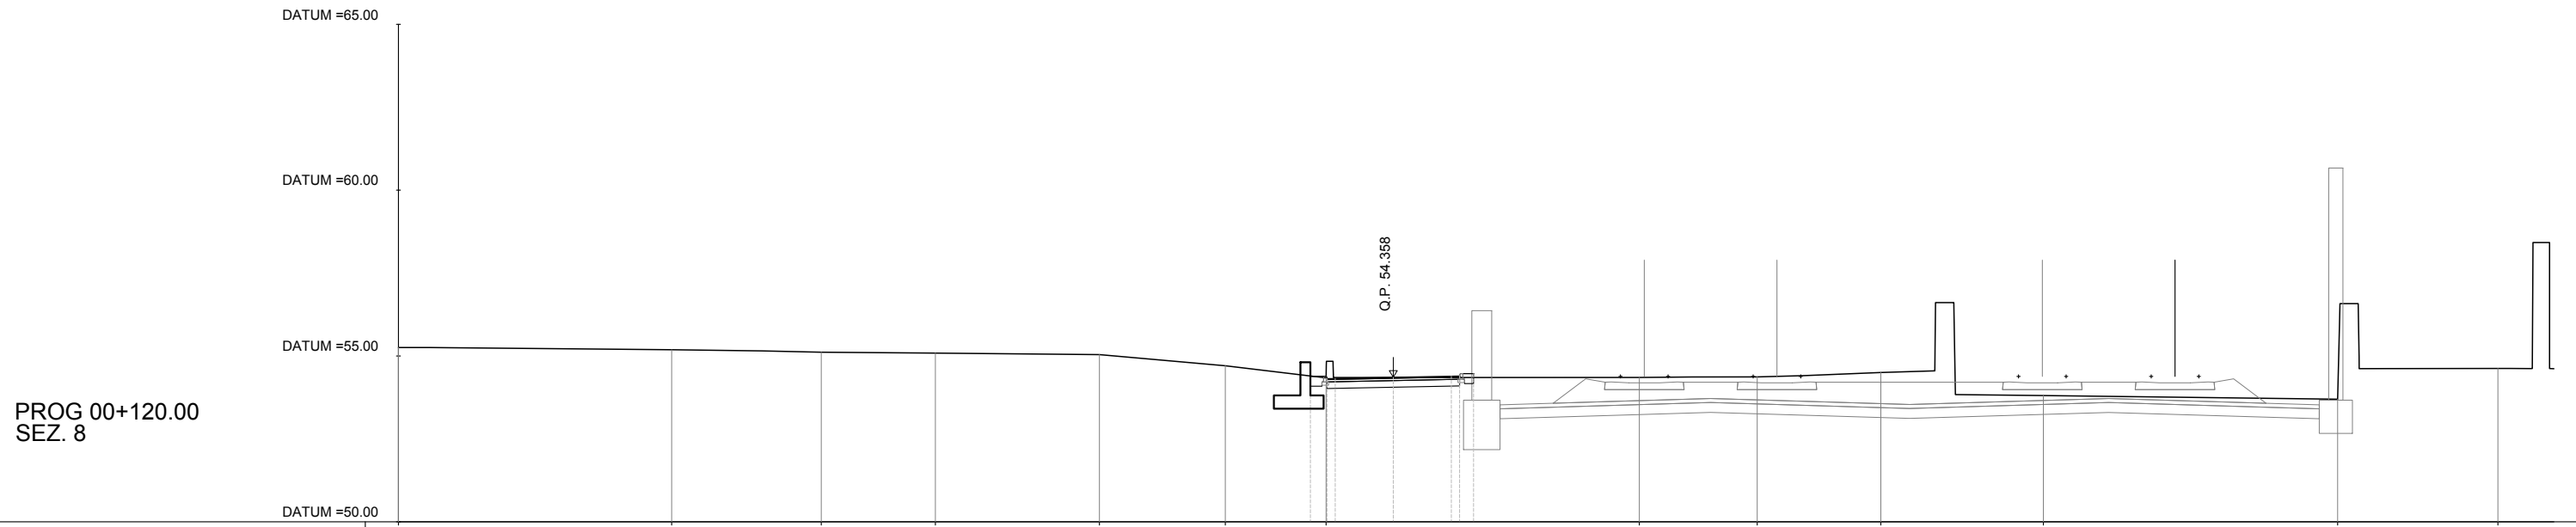 DATUM =65.00
DATUM =60.00
Q.P. 54.358
DATUM =55.00
PROG 00+120.00
SEZ. 8
DATUM =50.00